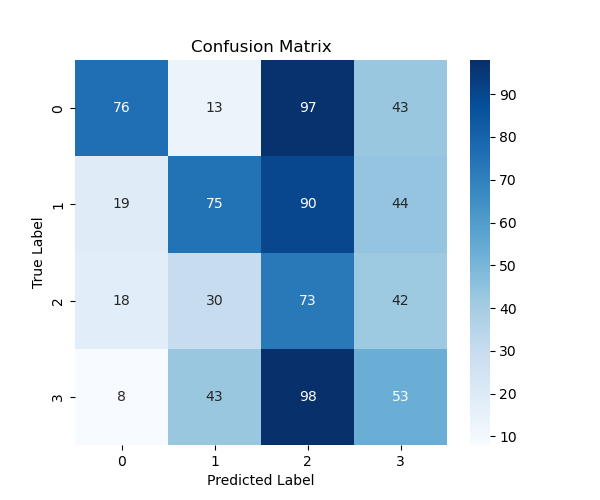 Confusion Matrix
0 76 13 97 43
1 19 75 90 44
2 18 30 73 42
3 8 43 98 53
0 1 2 3
True Label
Predicted Label
90
80
70
60
50
40
30
20
10